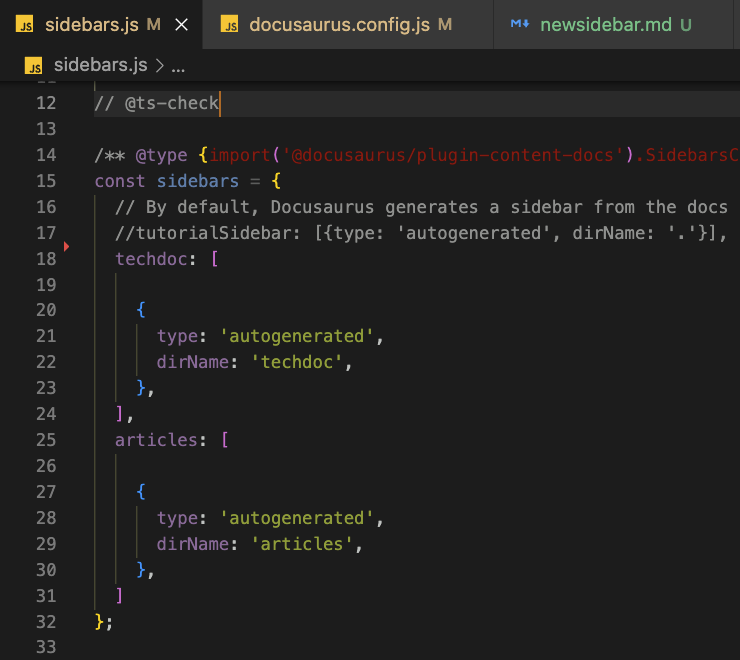 JS sidebars.js M × JS docusaurus.config.js M M↓ newsidebar.md U
JS sidebars.js > ...
12 // @ts-check
13
14 /** @type {import('@docusaurus/plugin-content-docs').SidebarsC
15 const sidebars = {
16 // By default, Docusaurus generates a sidebar from the docs
17 //tutorialSidebar: [{type: 'autogenerated', dirName: '.'}],
18 techdoc: [
19
20 {
21 type: 'autogenerated',
22 dirName: 'techdoc',
23 },
24 ],
25 articles: [
26
27 {
28 type: 'autogenerated',
29 dirName: 'articles',
30 },
31 ]
32 };
33